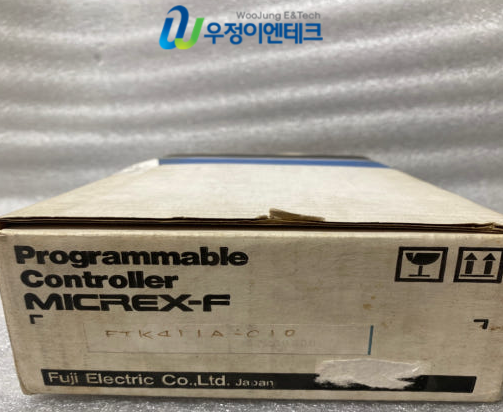 WooJung E&Tech
우정이엔테크
Programmable
Controller
MICREX-F
FTK411A-C10
Fuji Electric Co.,Ltd. Japan